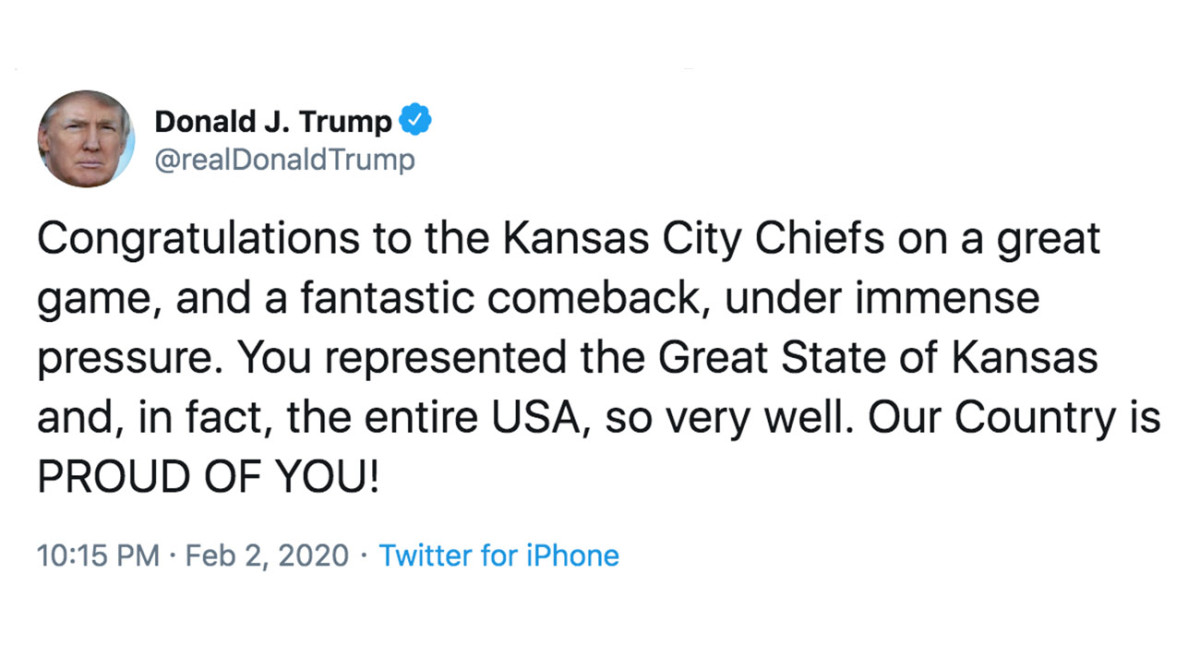 Donald J. Trump
@realDonaldTrump
Congratulations to the Kansas City Chiefs on a great
game, and a fantastic comeback, under immense
pressure. You represented the Great State of Kansas
and, in fact, the entire USA, so very well. Our Country is
PROUD OF YOU!
10:15 PM · Feb 2, 2020 · Twitter for iPhone